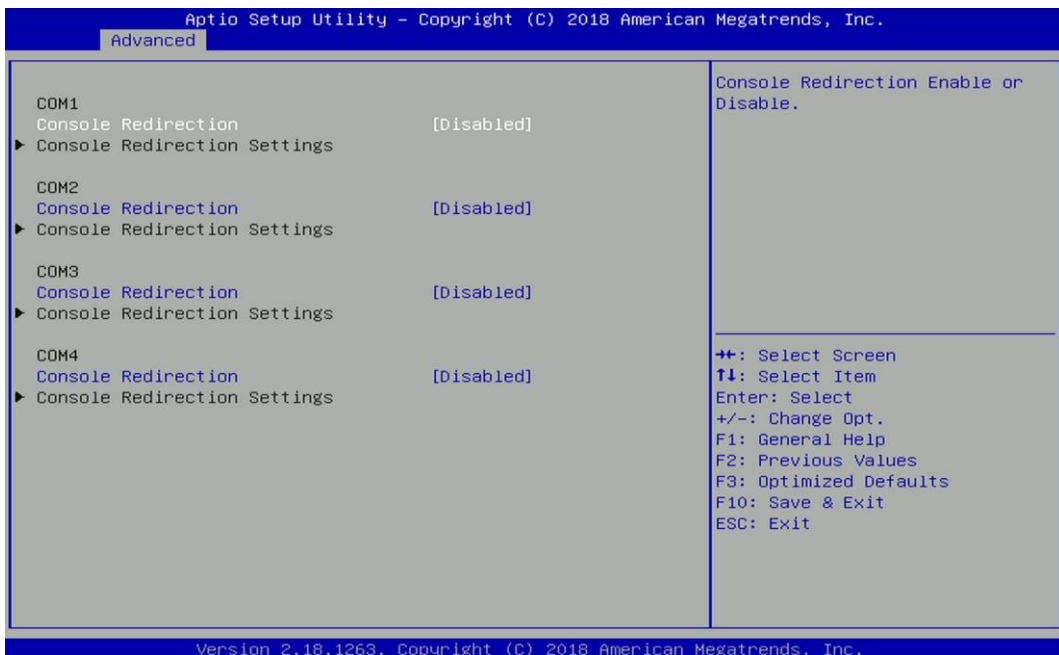 Aptio Setup Utility – Copyright (C) 2018 American Megatrends, Inc.
Advanced
COM1
Console Redirection [Disabled]
▶ Console Redirection Settings
COM2
Console Redirection [Disabled]
▶ Console Redirection Settings
COM3
Console Redirection [Disabled]
▶ Console Redirection Settings
COM4
Console Redirection [Disabled]
▶ Console Redirection Settings
Console Redirection Enable or
Disable.
→←: Select Screen
↑↓: Select Item
Enter: Select
+/-: Change Opt.
F1: General Help
F2: Previous Values
F3: Optimized Defaults
F10: Save & Exit
ESC: Exit
Version 2.18.1263. Copyright (C) 2018 American Megatrends, Inc.